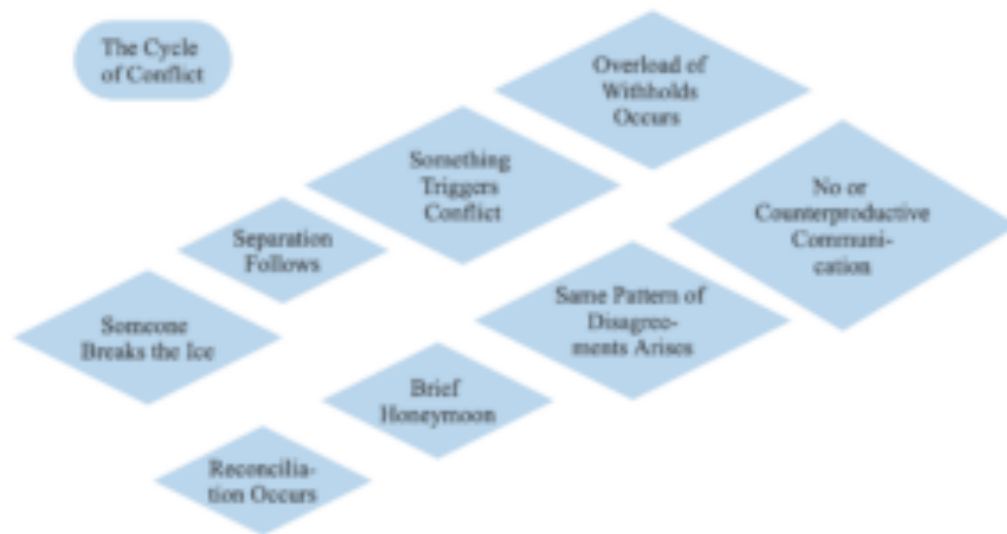 The Cycle
of Conflict
Overload of
Withholds
Occurs
Something
Triggers
Conflict
No or
Counterproductive
Communi-
cation
Separation
Follows
Same Pattern of
Disagree-
ments Arises
Someone
Breaks the Ice
Brief
Honeymoon
Reconcilia-
tion Occurs